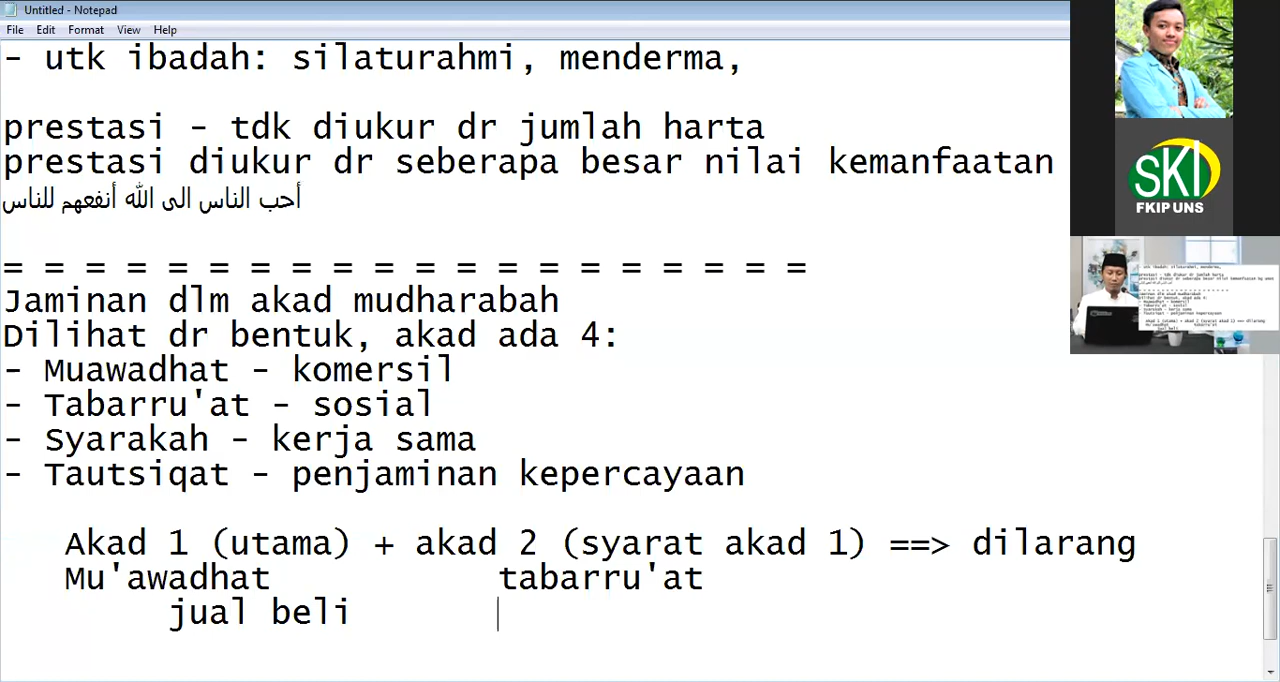 Untitled - Notepad
File Edit Format View Help
- utk ibadah: silaturahmi, menderma,
prestasi - tdk diukur dr jumlah harta
prestasi diukur dr seberapa besar nilai kemanfaatan
أحب الناس الى الله أنفعهم للناس
= = = = = = = = = = = = = = = = = = = =
Jaminan dlm akad mudharabah
Dilihat dr bentuk, akad ada 4:
- Muawadhat - komersil
- Tabarru'at - sosial
- Syarakah - kerja sama
- Tautsiqat - penjaminan kepercayaan
Akad 1 (utama) + akad 2 (syarat akad 1) ==> dilarang
Mu'awadhat tabarru'at
jual beli
SKI
FKIP UNS